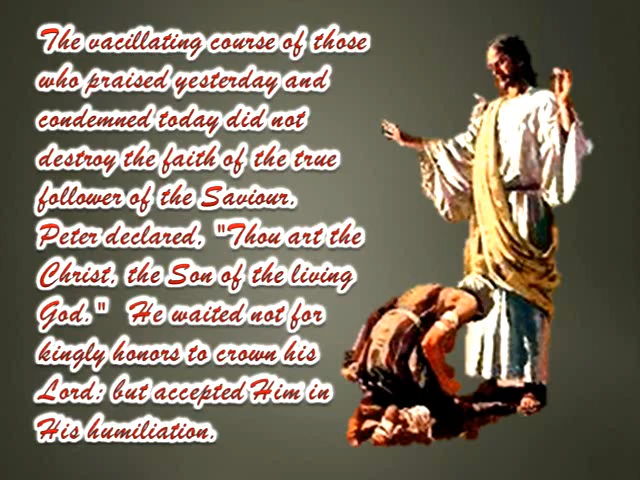 The vacillating course of those
who praised yesterday and
condemned today did not
destroy the faith of the true
follower of the Saviour.
Peter declared, "Thou art the
Christ, the Son of the living
God." He waited not for
kingly honors to crown his
Lord; but accepted Him in
His humiliation.